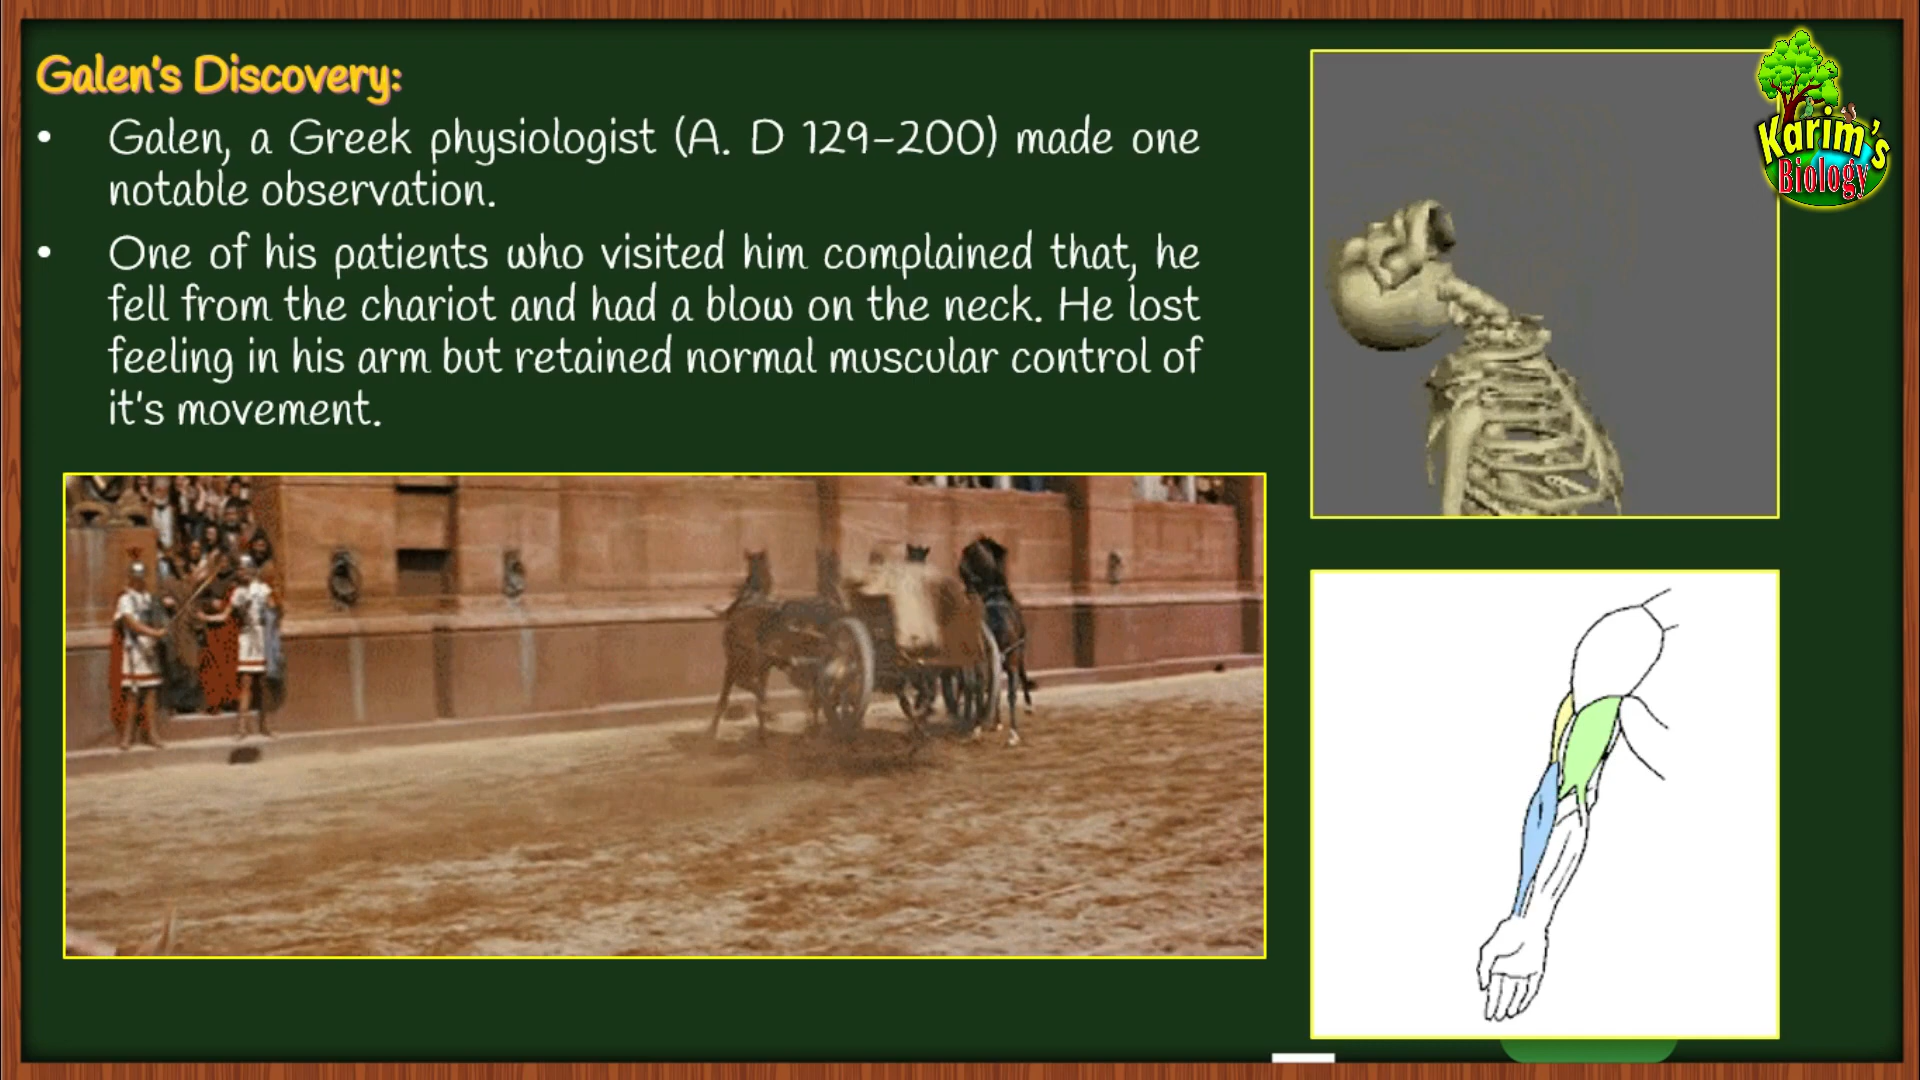 Galen's Discovery:
• Galen, a Greek physiologist (A. D 129-200) made one
notable observation.
• One of his patients who visited him complained that, he
fell from the chariot and had a blow on the neck. He lost
feeling in his arm but retained normal muscular control of
it's movement.
Karim's
Biology